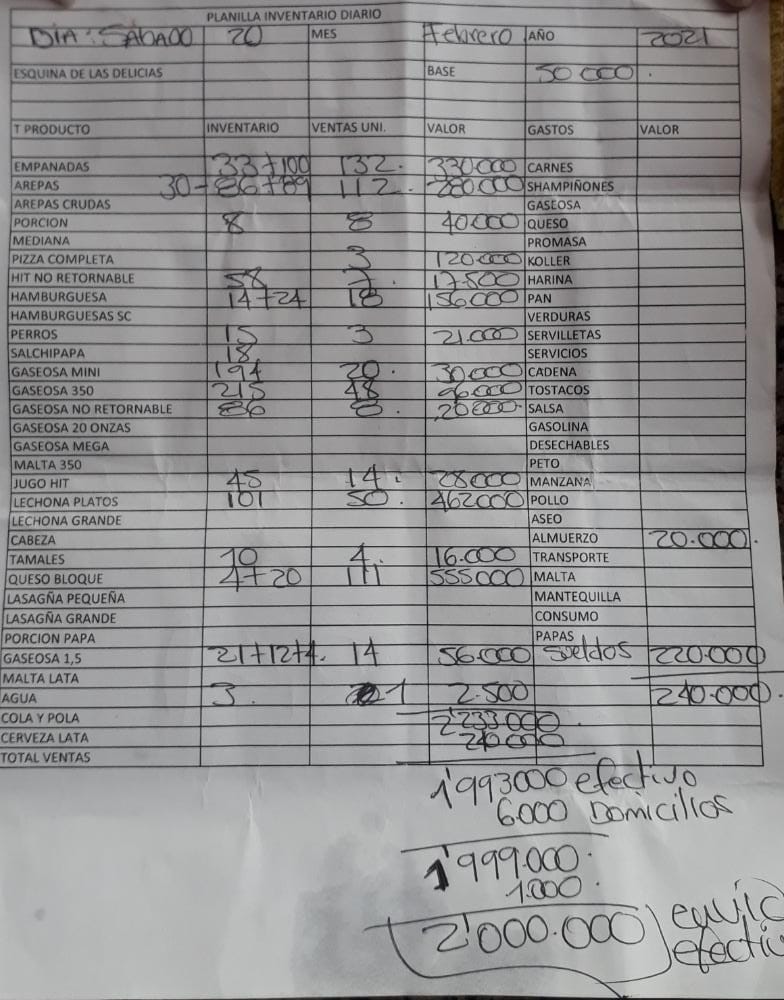 PLANILLA INVENTARIO DIARIO
DIA: SÁBADO 20 MES Febrero AÑO 2021
ESQUINA DE LAS DELICIAS BASE 50000.
T PRODUCTO INVENTARIO VENTAS UNI. VALOR GASTOS VALOR
EMPANADAS 33+100 132. 330000 CARNES
AREPAS 30-86+89 112. 280.000 SHAMPIÑONES
AREPAS CRUDAS GASEOSA
PORCION 8 8 40.000 QUESO
MEDIANA PROMASA
PIZZA COMPLETA 3 120.000 KOLLER
HIT NO RETORNABLE 58 7. 17.500 HARINA
HAMBURGUESA 14+24 18 156.000 PAN
HAMBURGUESAS SC VERDURAS
PERROS 15 3 21.000 SERVILLETAS
SALCHIPAPA 18 SERVICIOS
GASEOSA MINI 194 20. 30.000 CADENA
GASEOSA 350 215 48 96.000 TOSTACOS
GASEOSA NO RETORNABLE 86 8. 20.000 SALSA
GASEOSA 20 ONZAS GASOLINA
GASEOSA MEGA DESECHABLES
MALTA 350 PETO
JUGO HIT 45 14. 28.000 MANZANA
LECHONA PLATOS 101 50. 462000 POLLO
LECHONA GRANDE ASEO
CABEZA ALMUERZO 20.000.
TAMALES 10 4. 16.000 TRANSPORTE
QUESO BLOQUE 4+20 111 555000 MALTA
LASAGÑA PEQUEÑA MANTEQUILLA
LASAGÑA GRANDE CONSUMO
PORCION PAPA PAPAS
GASEOSA 1,5 21+12+4. 14 56.000 sueldos 220.000
MALTA LATA
AGUA 3. 1 2.500 240.000.
COLA Y POLA 2'233.000.
CERVEZA LATA 240000
TOTAL VENTAS
1'993000 efectivo
6.000 Domicilios
1'999.000.
1.000.
2'000.000
efectiv